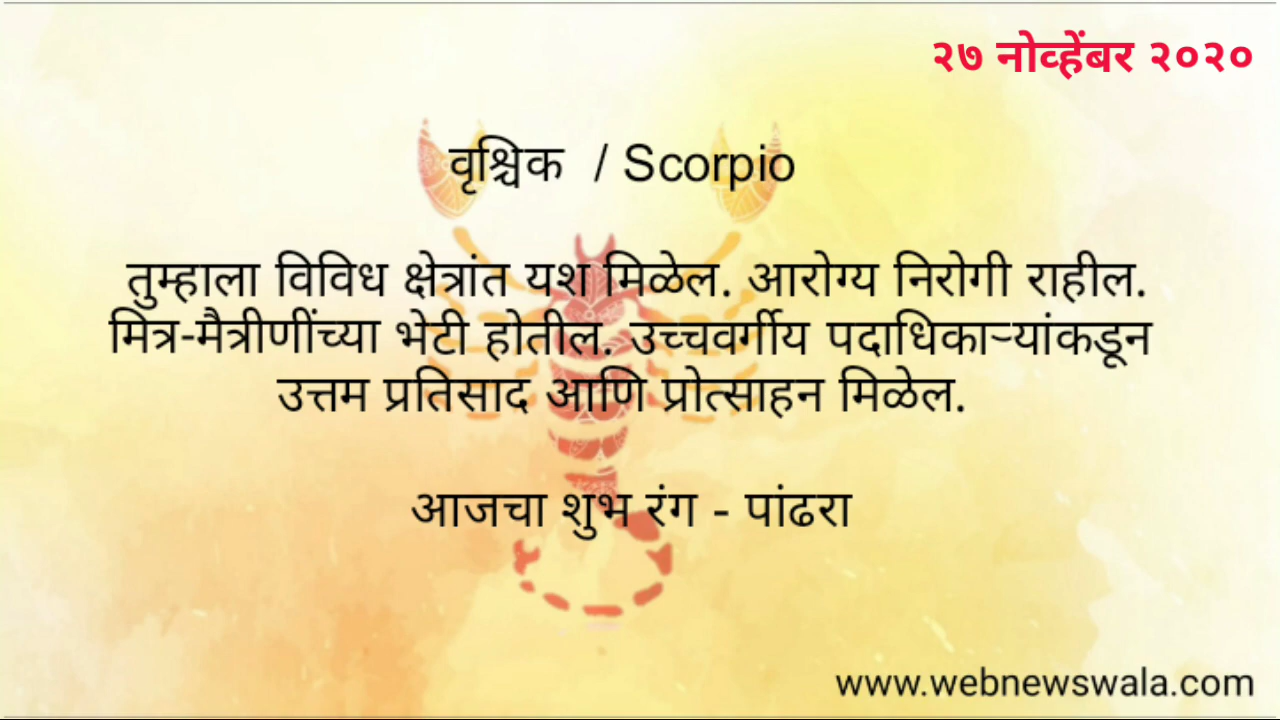 २७ नोव्हेंबर २०२०
वृश्चिक / Scorpio
तुम्हाला विविध क्षेत्रांत यश मिळेल. आरोग्य निरोगी राहील.
मित्र-मैत्रीणींच्या भेटी होतील. उच्चवर्गीय पदाधिकाऱ्यांकडून
उत्तम प्रतिसाद आणि प्रोत्साहन मिळेल.
आजचा शुभ रंग - पांढरा
www.webnewswala.com